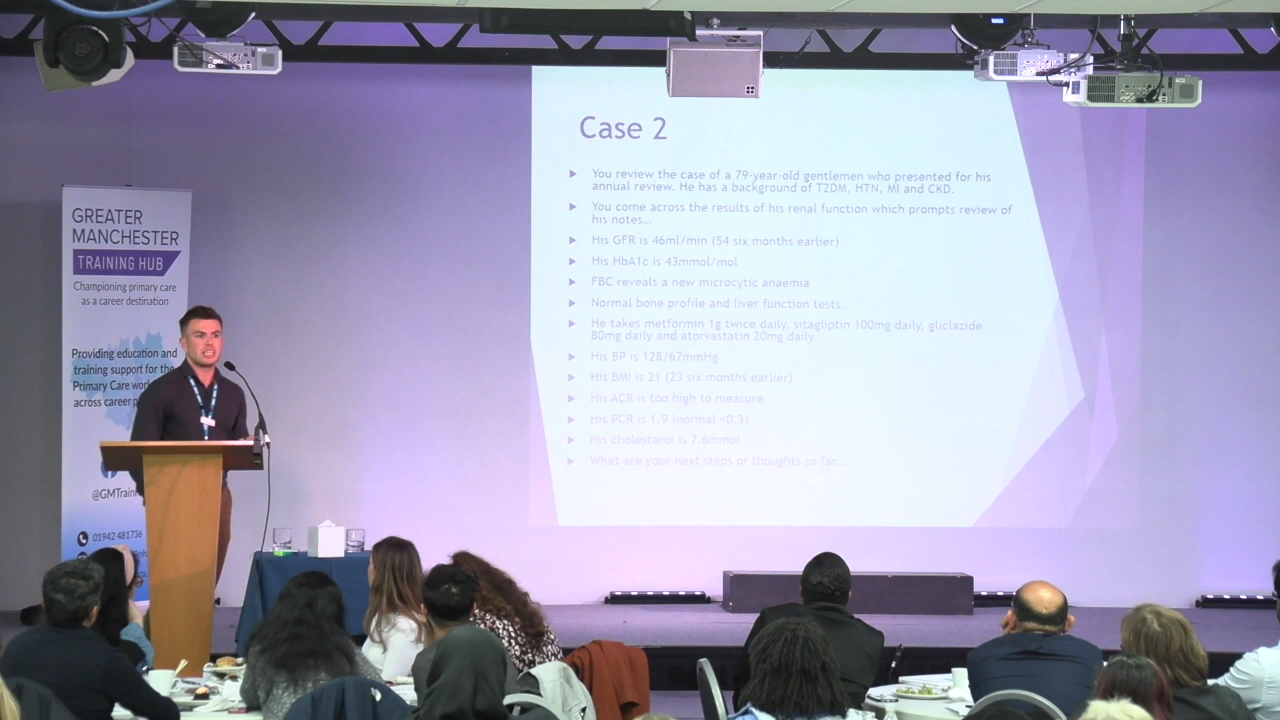 GREATER
MANCHESTER
TRAINING HUB
Championing primary care
as a career destination
Providing education and
training support for the
Primary Care
across career
@GMTrain
01942 481736
Case 2
You review the case of a 79-year-old gentlemen who presented for his
annual review. He has a background of T2DM, HTN, MI and CKD.
You come across the results of his renal function which prompts review of
his notes...
His GFR is 46ml/min (54 six months earlier)
His HbA1c is 43mmol/mol
FBC reveals a new microcytic anaemia
Normal bone profile and liver function tests.
He takes metformin 1g twice daily, sitagliptin 100mg daily, gliclazide
80mg daily and atorvastatin 20mg daily.
His BP is 128/67mmHg
His BMI is 21 (23 six months earlier)
His ACR is too high to measure
His PCR is 1.9 (normal <0.3)
His cholesterol is 7.6mmol
What are your next steps or thoughts so far...